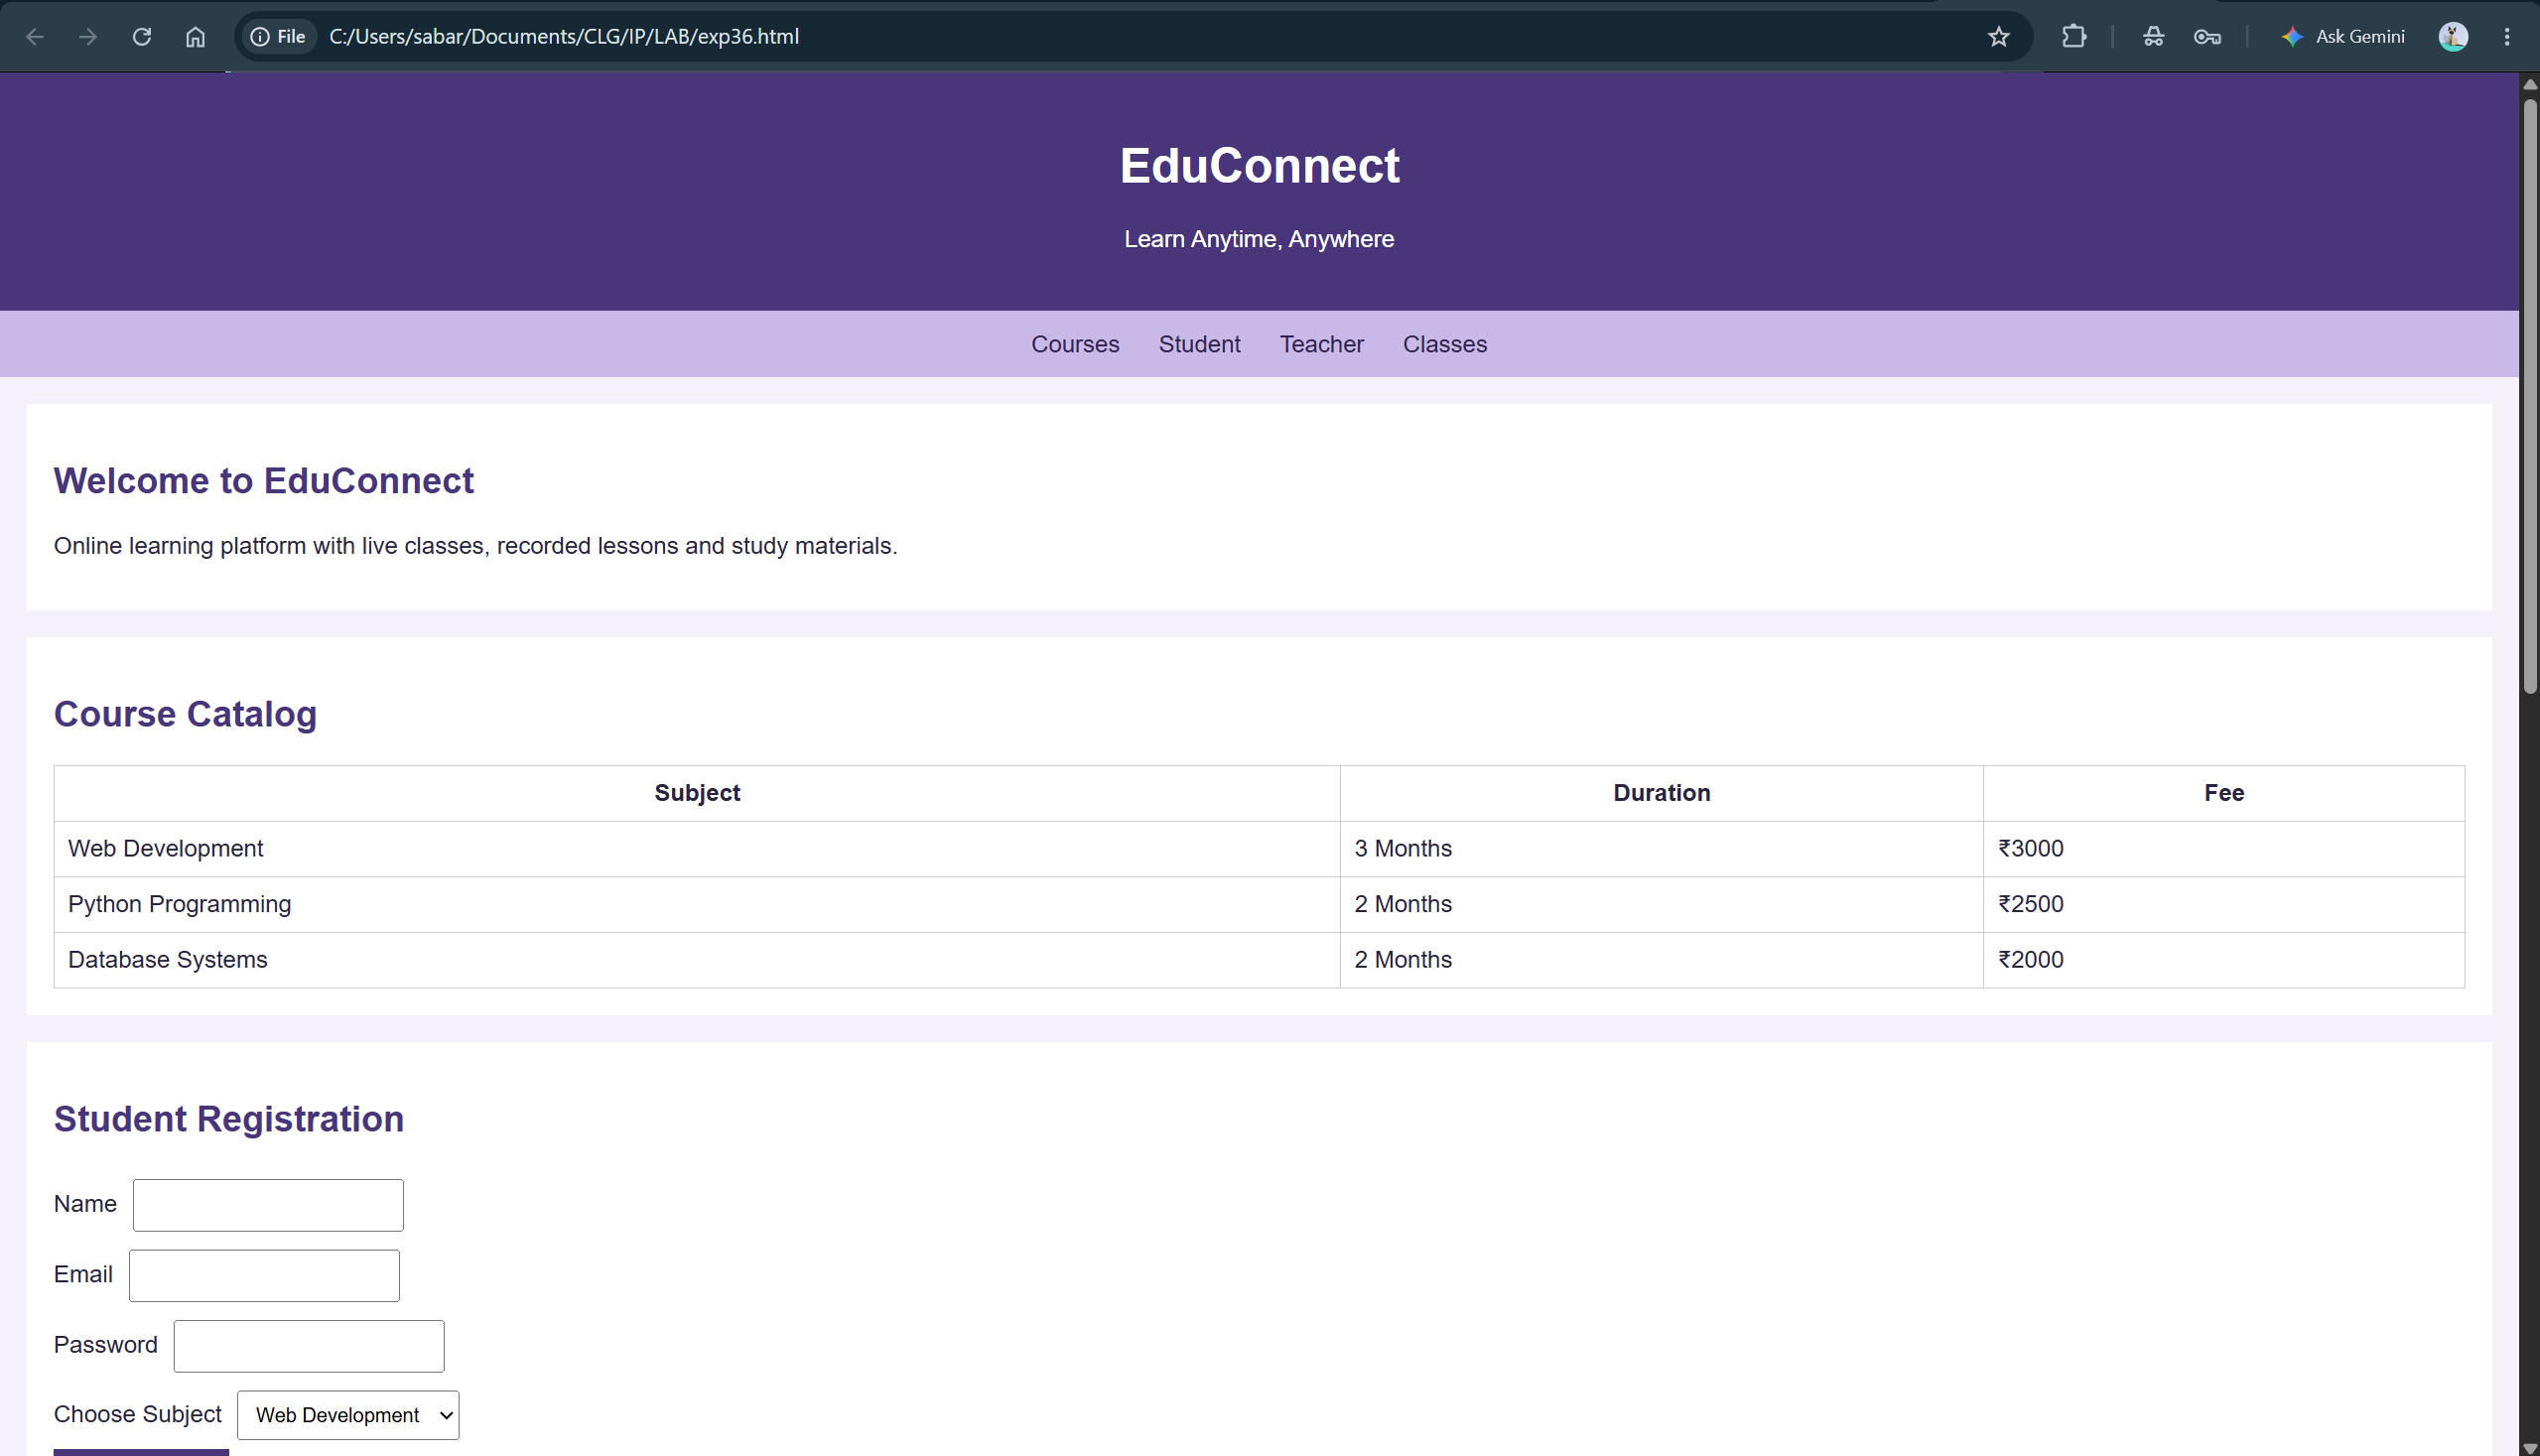 File C:/Users/sabar/Documents/CLG/IP/LAB/exp36.html Ask Gemini
EduConnect
Learn Anytime, Anywhere
Courses Student Teacher Classes
Welcome to EduConnect
Online learning platform with live classes, recorded lessons and study materials.
Course Catalog
Subject Duration Fee
Web Development 3 Months ₹3000
Python Programming 2 Months ₹2500
Database Systems 2 Months ₹2000
Student Registration
Name
Email
Password
Choose Subject Web Development